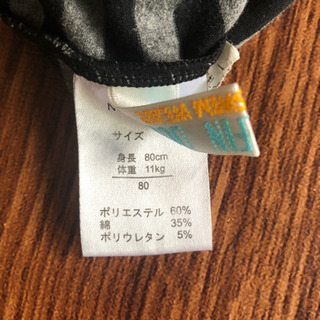 サイズ
身長 80cm
体重 11kg
80
ポリエステル 60%
綿 35%
ポリウレタン 5%